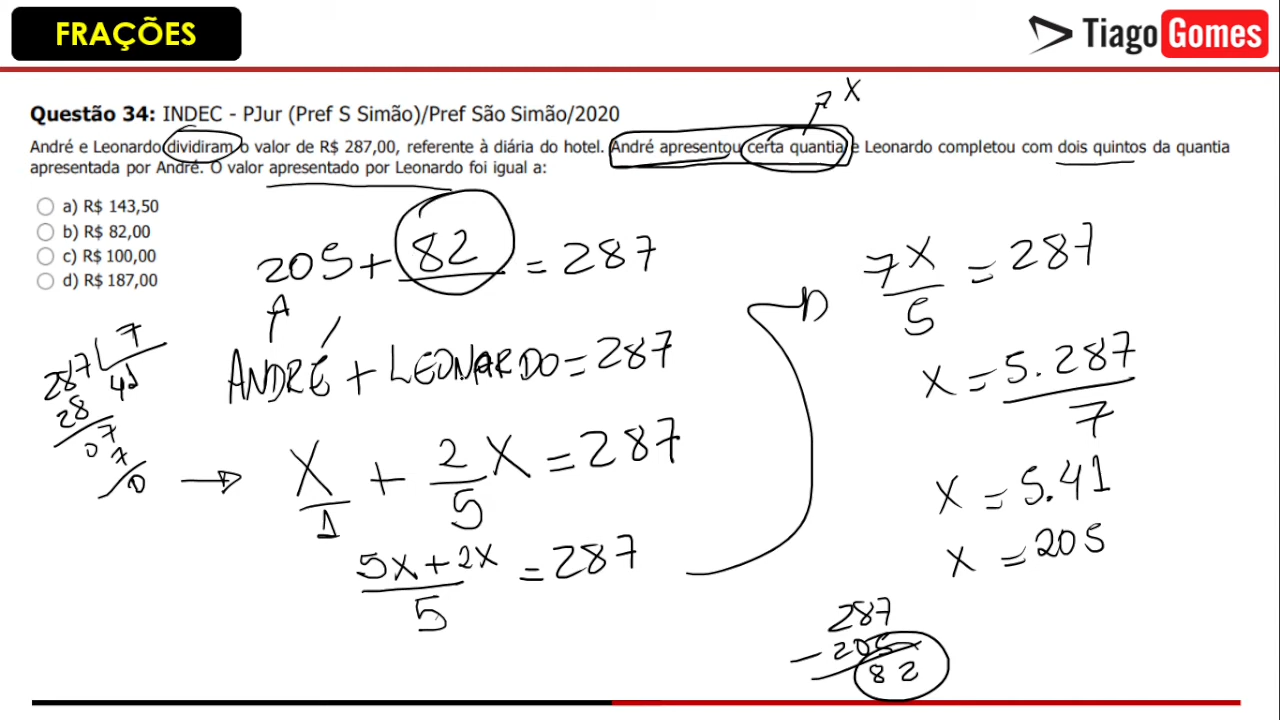 FRAÇÕES
Tiago Gomes
Questão 34: INDEC - PJur (Pref S Simão)/Pref São Simão/2020
X
André e Leonardo dividiram o valor de R$ 287,00, referente à diária do hotel. André apresentou certa quantia e Leonardo completou com dois quintos da quantia
apresentada por André. O valor apresentado por Leonardo foi igual a:
a) R$ 143,50
b) R$ 82,00
c) R$ 100,00
d) R$ 187,00
205 + 82 = 287
A
ANDRÉ + LEONARDO = 287
287 7
28 41
07
7
0
X/1 + 2/5 X = 287
5X + 2X / 5 = 287
7X/5 = 287
X = 5.287/7
X = 5.41
X = 205
287
- 205
82